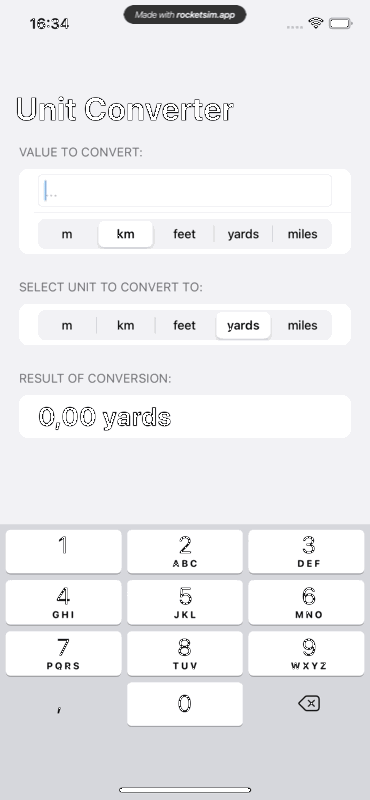 16:34
Made with rocketsim.app
Unit Converter
VALUE TO CONVERT:
...
m km feet yards miles
SELECT UNIT TO CONVERT TO:
m km feet yards miles
RESULT OF CONVERSION:
0,00 yards
1 2 3
ABC DEF
4 5 6
GHI JKL MNO
7 8 9
PQRS TUV WXYZ
, 0